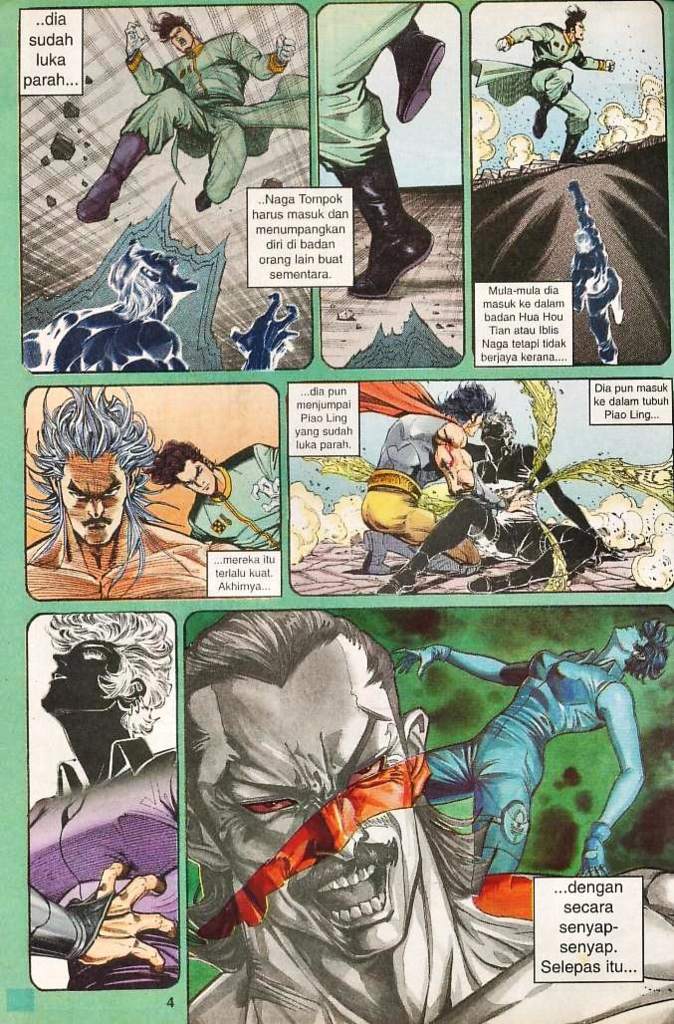 ..dia
sudah
luka
parah...
..Naga Tompok
harus masuk dan
menumpangkan
diri di badan
orang lain buat
sementara.
Mula-mula dia
masuk ke dalam
badan Hua Hou
Tian atau Iblis
Naga tetapi tidak
berjaya kerana....
...mereka itu
terlalu kuat.
Akhirnya...
...dia pun
menjumpai
Piao Ling
yang sudah
luka parah.
Dia pun masuk
ke dalam tubuh
Piao Ling...
...dengan
secara
senyap-
senyap.
Selepas itu...
4